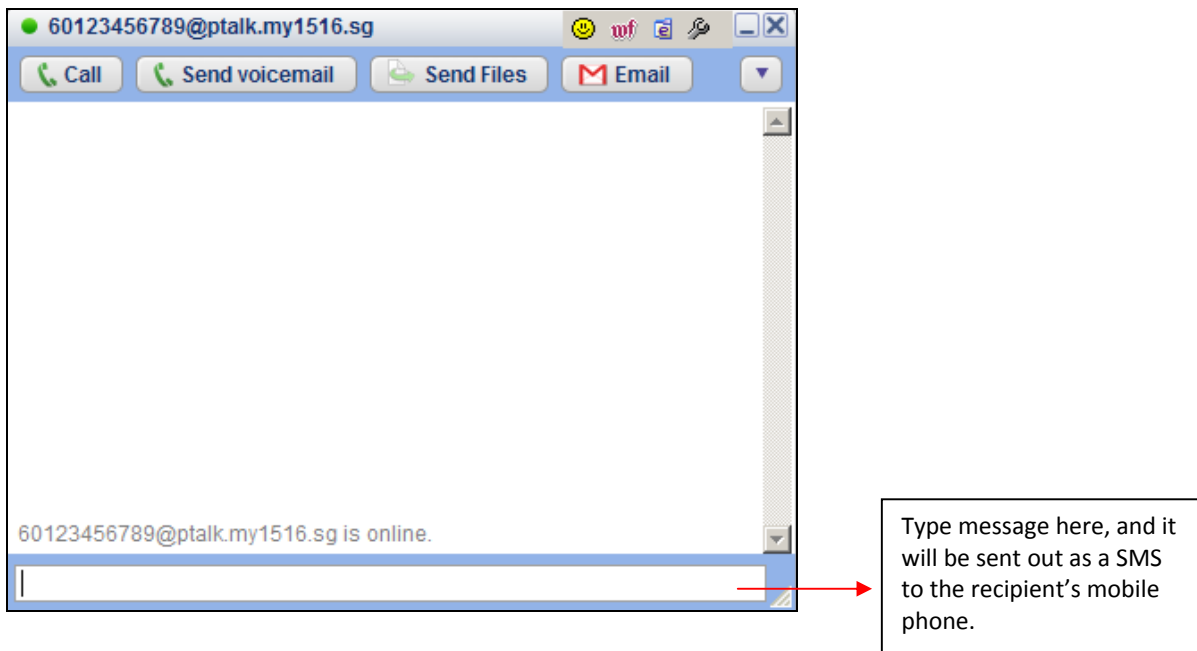 60123456789@ptalk.my1516.sg wf e
Call Send voicemail Send Files Email
60123456789@ptalk.my1516.sg is online.
Type message here, and it
will be sent out as a SMS
to the recipient’s mobile
phone.